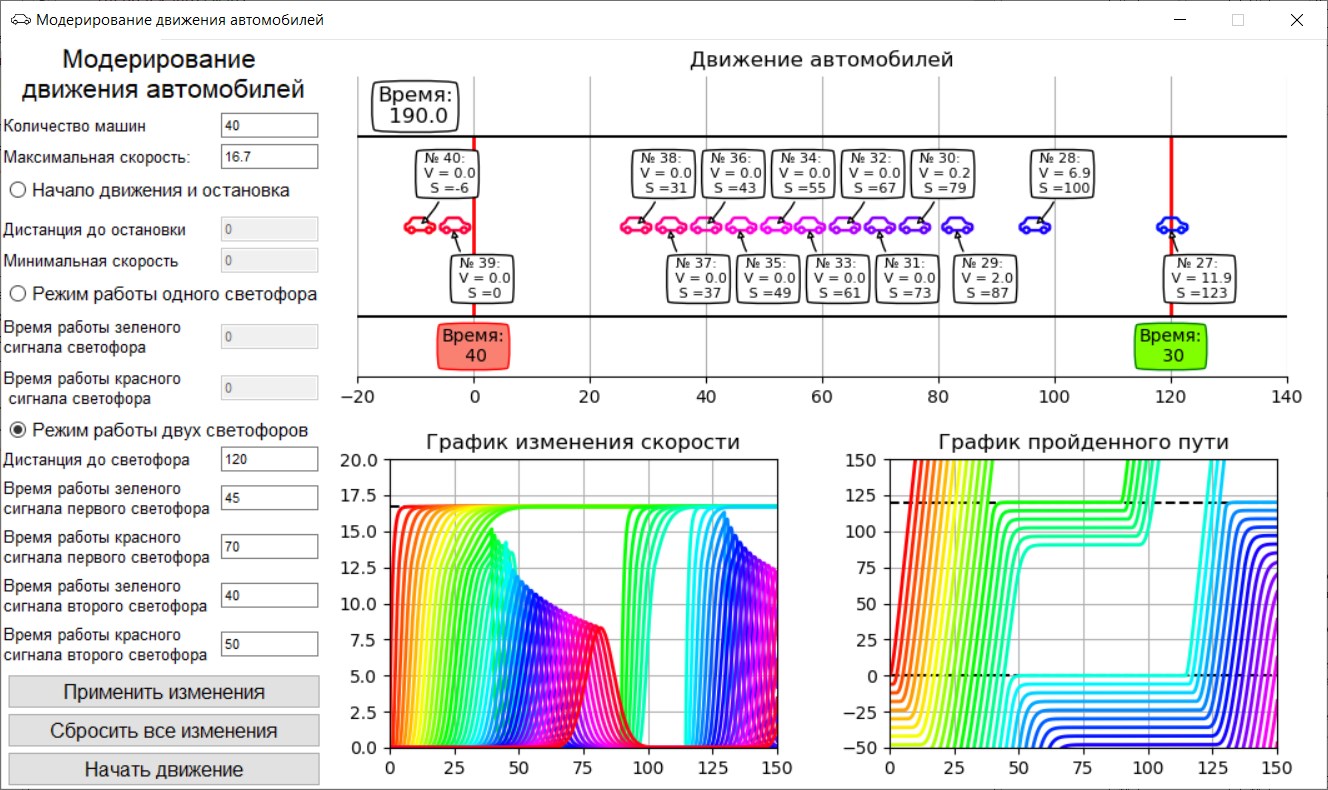 Модерирование движения автомобилей
Модерирование
движения автомобилей
Количество машин
40
Максимальная скорость:
16.7
Начало движения и остановка
Дистанция до остановки
0
Минимальная скорость
0
Режим работы одного светофора
Время работы зеленого
сигнала светофора
0
Время работы красного
сигнала светофора
0
Режим работы двух светофоров
Дистанция до светофора
120
Время работы зеленого
сигнала первого светофора
45
Время работы красного
сигнала первого светофора
70
Время работы зеленого
сигнала второго светофора
40
Время работы красного
сигнала второго светофора
50
Применить изменения
Сбросить все изменения
Начать движение
Движение автомобилей
Время:
190.0
№ 40:
V = 0.0
S =-6
№ 38:
V = 0.0
S =31
№ 36:
V = 0.0
S =43
№ 34:
V = 0.0
S =55
№ 32:
V = 0.0
S =67
№ 30:
V = 0.2
S =79
№ 28:
V = 6.9
S =100
№ 39:
V = 0.0
S =0
№ 37:
V = 0.0
S =37
№ 35:
V = 0.0
S =49
№ 33:
V = 0.0
S =61
№ 31:
V = 0.0
S =73
№ 29:
V = 2.0
S =87
№ 27:
V = 11.9
S =123
Время:
40
Время:
30
−20 0 20 40 60 80 100 120 140
График изменения скорости
20.0
17.5
15.0
12.5
10.0
7.5
5.0
2.5
0.0
0 25 50 75 100 125 150
График пройденного пути
150
125
100
75
50
25
0
−25
−50
0 25 50 75 100 125 150